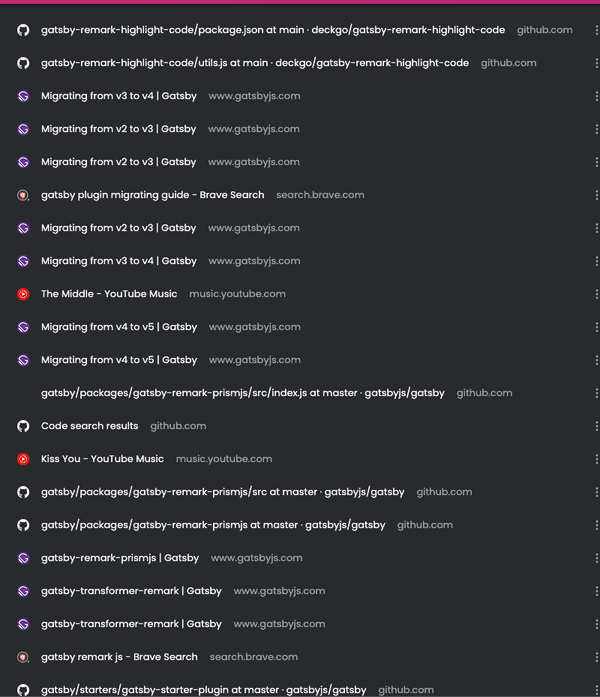 gatsby-remark-highlight-code/package.json at main · deckgo/gatsby-remark-highlight-code github.com
gatsby-remark-highlight-code/utils.js at main · deckgo/gatsby-remark-highlight-code github.com
Migrating from v3 to v4 | Gatsby www.gatsbyjs.com
Migrating from v2 to v3 | Gatsby www.gatsbyjs.com
Migrating from v2 to v3 | Gatsby www.gatsbyjs.com
gatsby plugin migrating guide - Brave Search search.brave.com
Migrating from v2 to v3 | Gatsby www.gatsbyjs.com
Migrating from v3 to v4 | Gatsby www.gatsbyjs.com
The Middle - YouTube Music music.youtube.com
Migrating from v4 to v5 | Gatsby www.gatsbyjs.com
Migrating from v4 to v5 | Gatsby www.gatsbyjs.com
gatsby/packages/gatsby-remark-prismjs/src/index.js at master · gatsbyjs/gatsby github.com
Code search results github.com
Kiss You - YouTube Music music.youtube.com
gatsby/packages/gatsby-remark-prismjs/src at master · gatsbyjs/gatsby github.com
gatsby/packages/gatsby-remark-prismjs at master · gatsbyjs/gatsby github.com
gatsby-remark-prismjs | Gatsby www.gatsbyjs.com
gatsby-transformer-remark | Gatsby www.gatsbyjs.com
gatsby-transformer-remark | Gatsby www.gatsbyjs.com
gatsby remark js - Brave Search search.brave.com
gatsby/starters/gatsby-starter-plugin at master · gatsbyjs/gatsby github.com